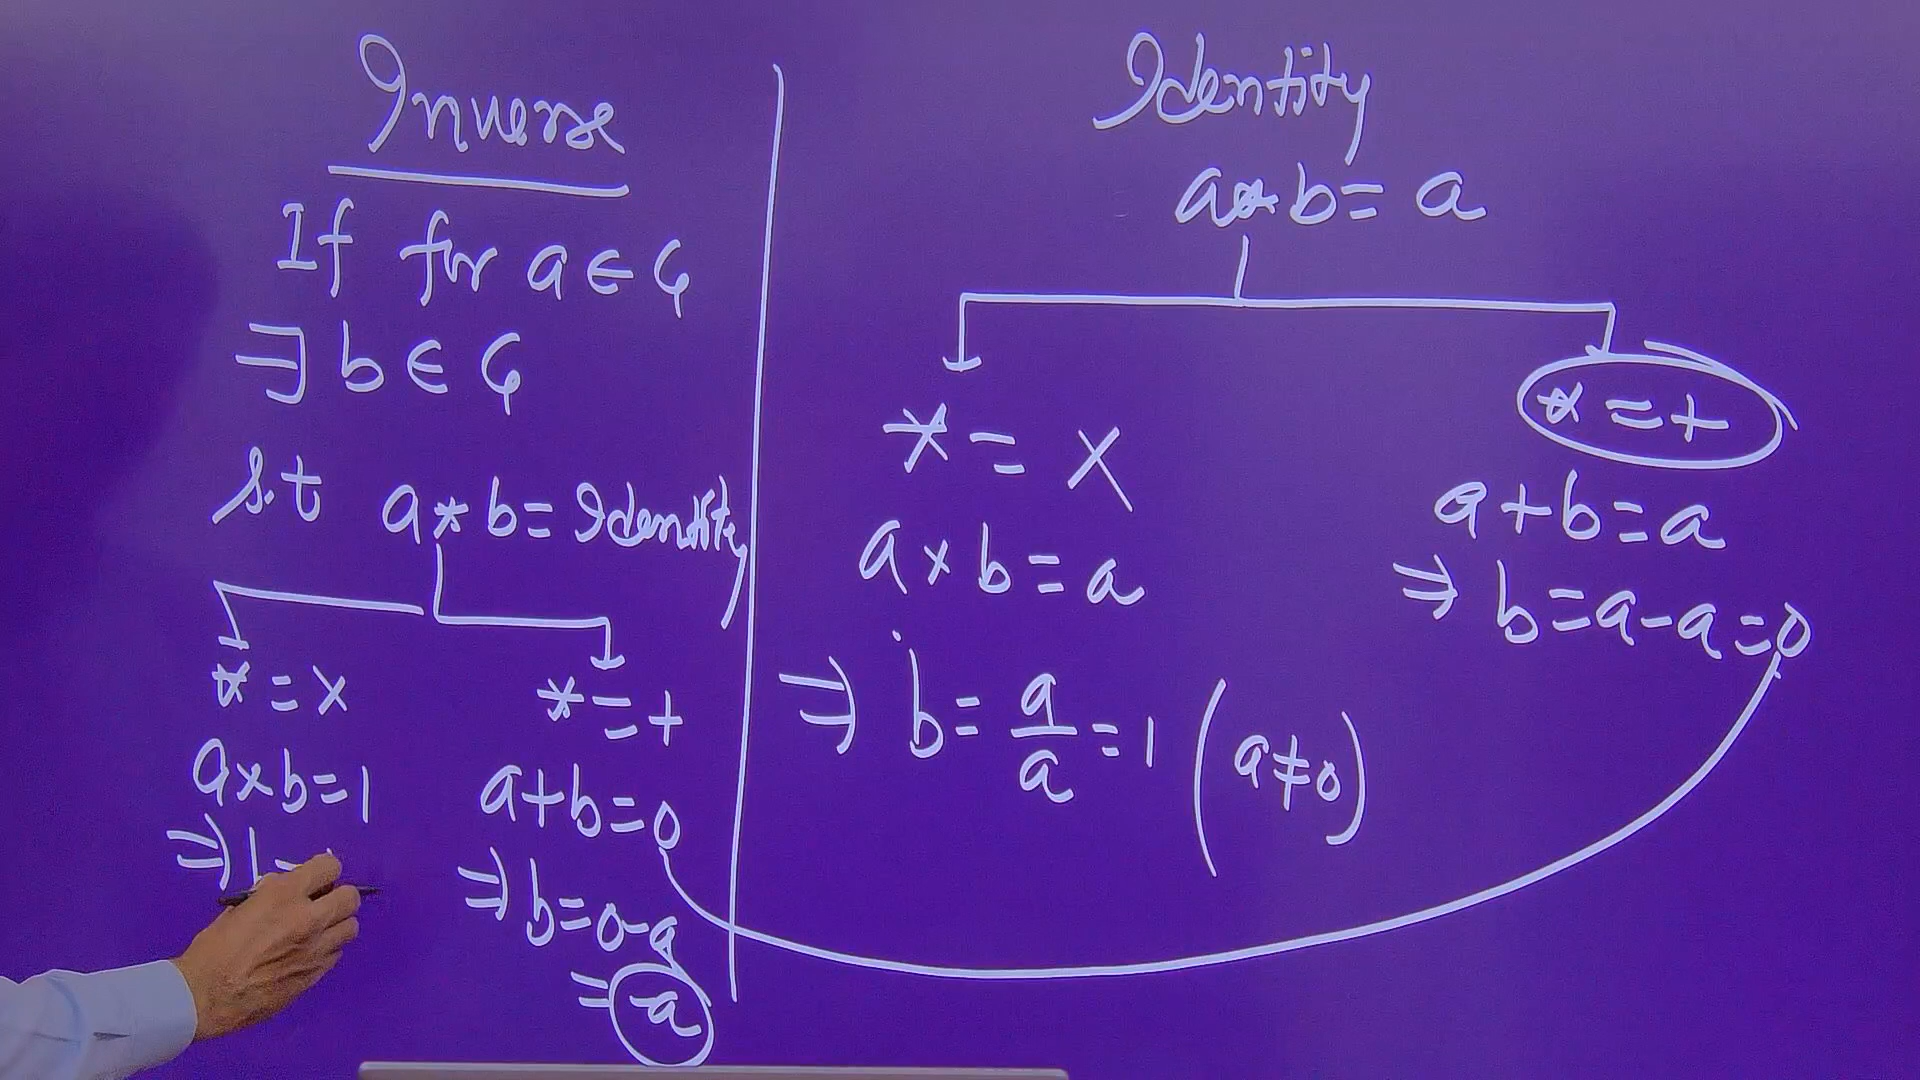 Inverse
If for a ∈ G
∃ b ∈ G
s.t a * b = Identity
* = x
a x b = 1
⇒ b =
* = +
a + b = 0
⇒ b = 0 - a
= -a
Identity
a * b = a
* = x
a x b = a
⇒ b = a/a = 1 (a ≠ 0)
* = +
a + b = a
⇒ b = a - a = 0